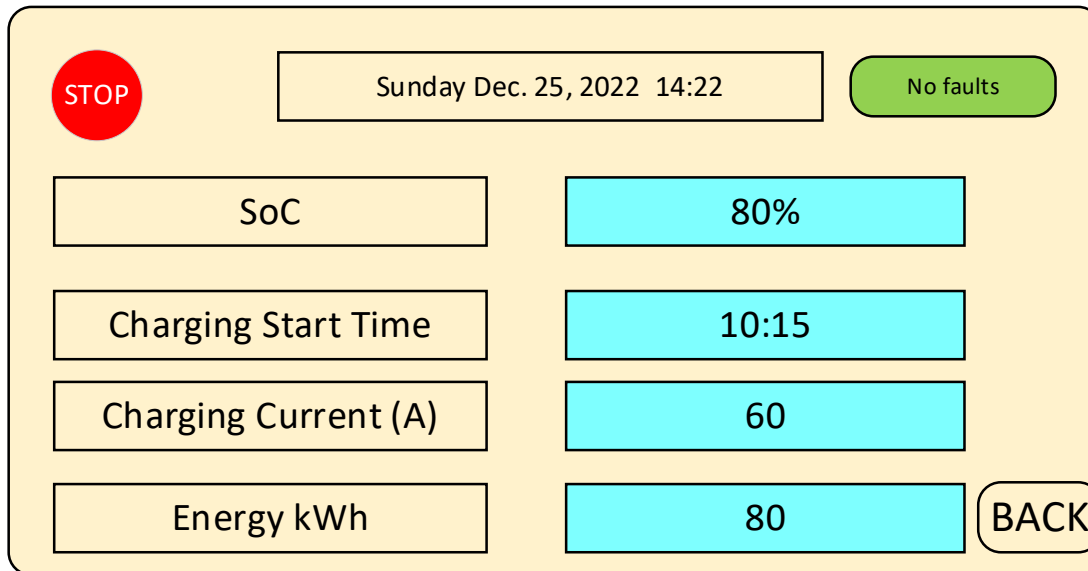 STOP
Sunday Dec. 25, 2022  14:22
No faults
SoC
80%
Charging Start Time
10:15
Charging Current (A)
60
Energy kWh
80
BACK